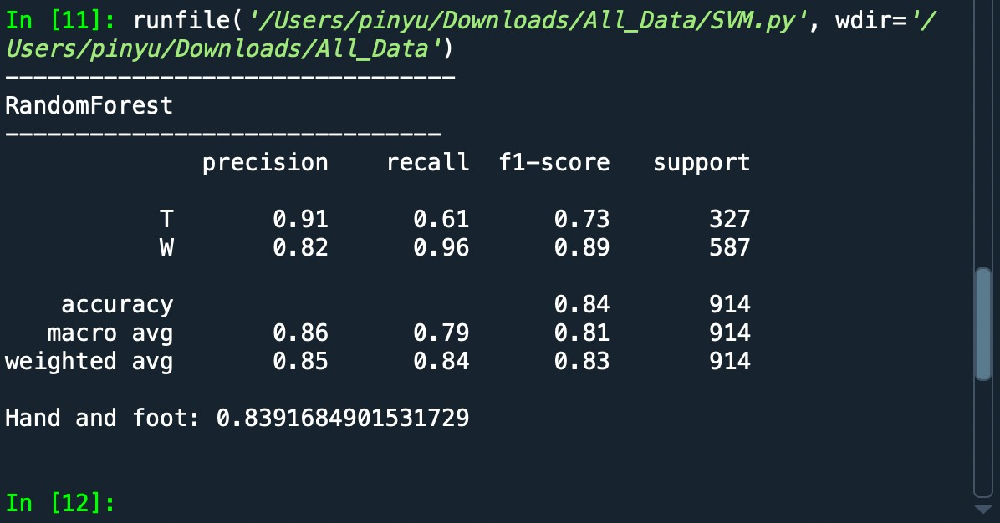 In [11]: runfile('/Users/pinyu/Downloads/All_Data/SVM.py', wdir='/
Users/pinyu/Downloads/All_Data')
--------------------------------
RandomForest
-------------------------------
              precision    recall  f1-score   support

           T       0.91      0.61      0.73       327
           W       0.82      0.96      0.89       587

    accuracy                           0.84       914
   macro avg       0.86      0.79      0.81       914
weighted avg       0.85      0.84      0.83       914

Hand and foot: 0.8391684901531729

In [12]: